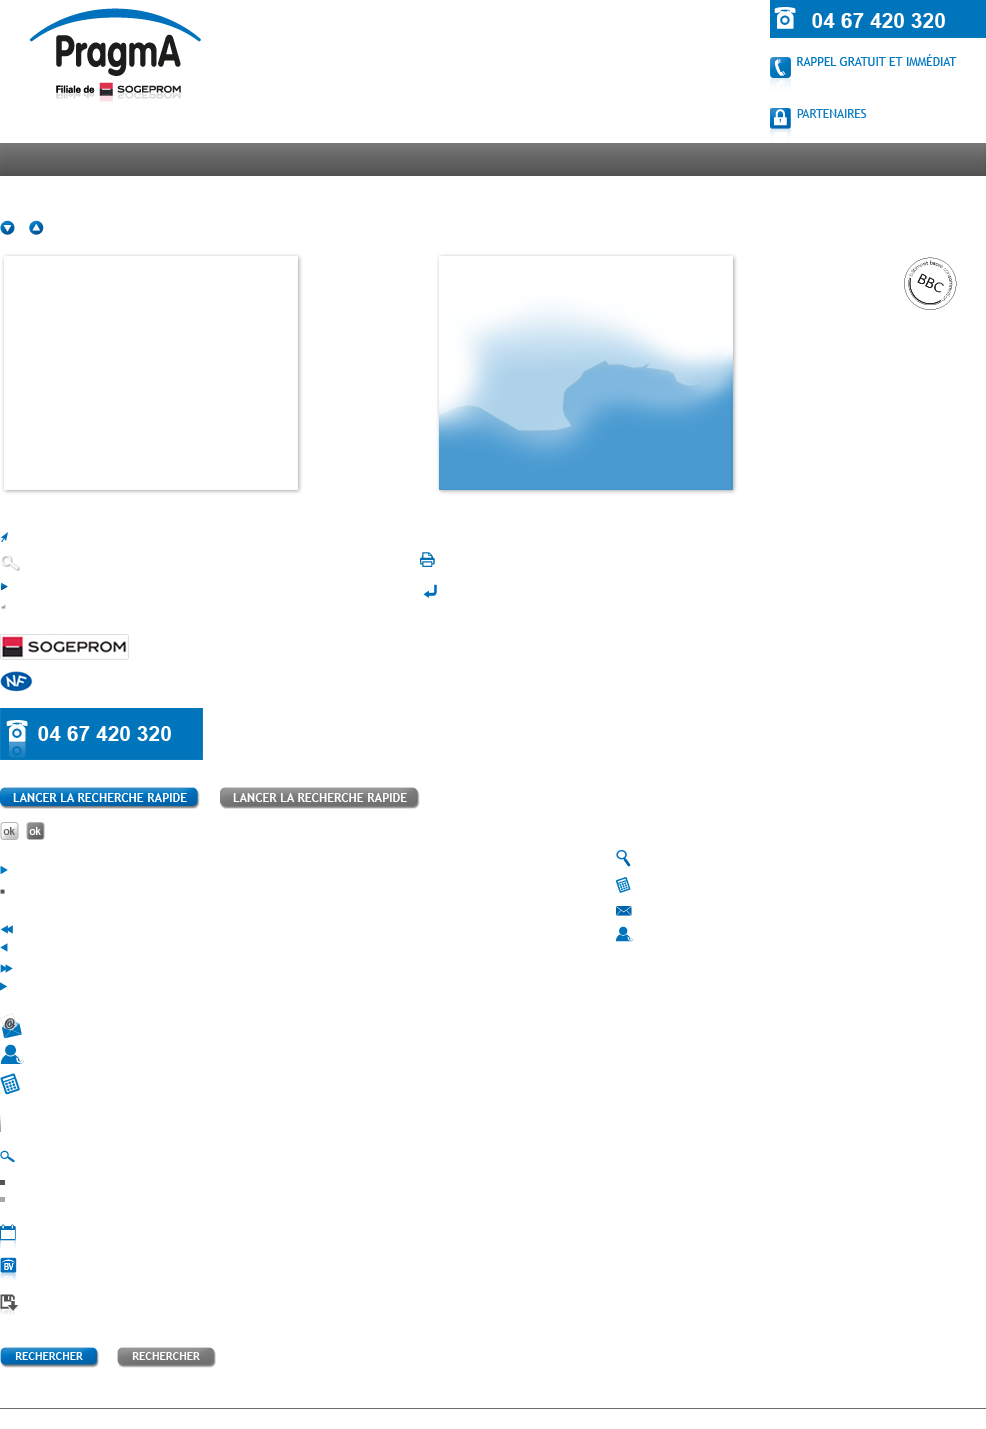 04 67 420 320
PragmA
RAPPEL GRATUIT ET IMMÉDIAT
Filiale de SOGEPROM
PARTENAIRES
BBC
SOGEPROM
NF
04 67 420 320
LANCER LA RECHERCHE RAPIDE LANCER LA RECHERCHE RAPIDE
ok ok
@
BV
RECHERCHER RECHERCHER